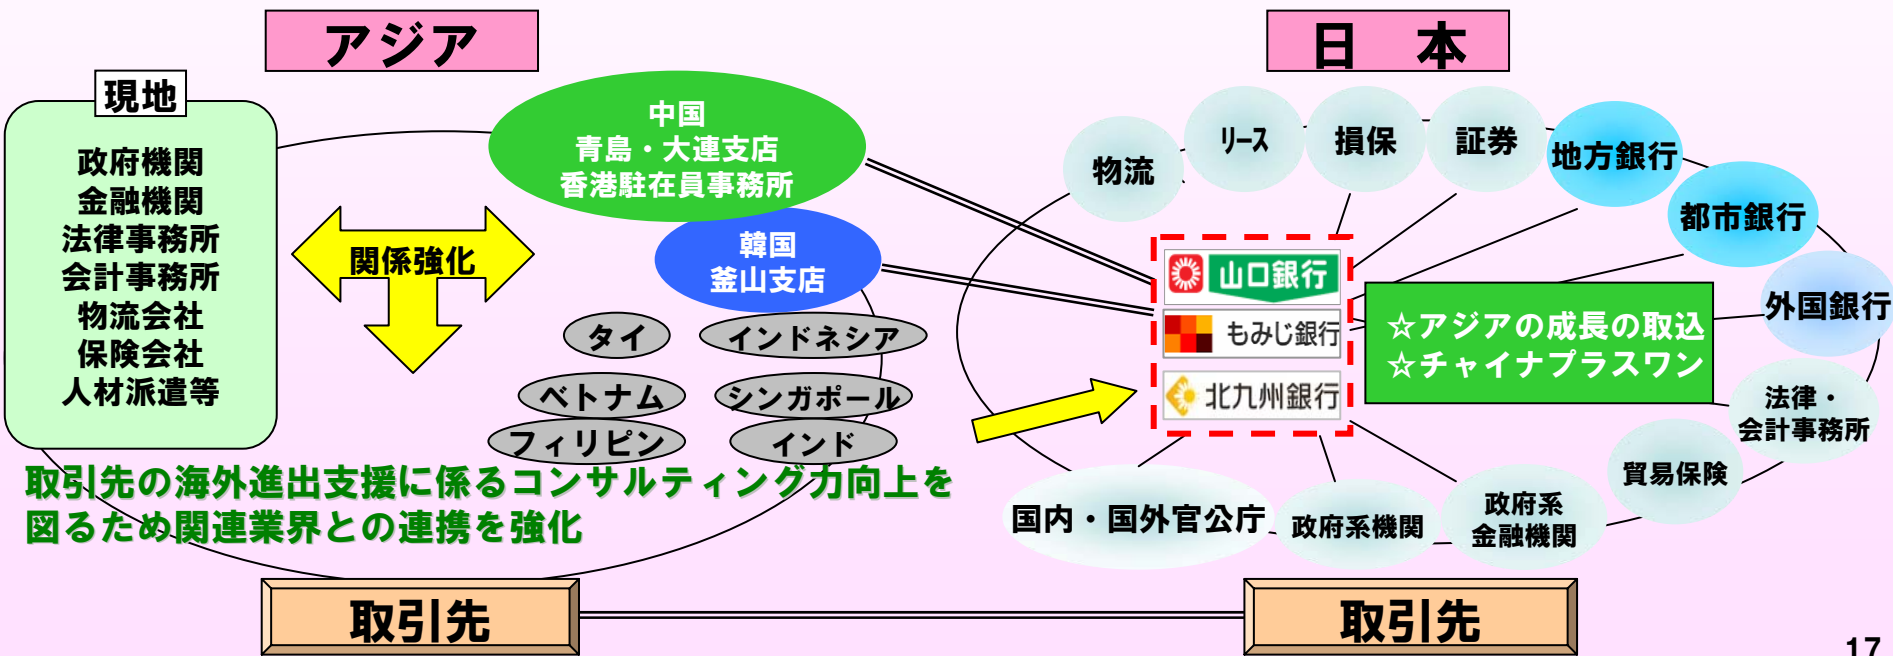 アジア
日　本
現地
政府機関
金融機関
法律事務所
会計事務所
物流会社
保険会社
人材派遣等
関係強化
中国
青島・大連支店
香港駐在員事務所
韓国
釜山支店
タイ
インドネシア
ベトナム
シンガポール
フィリピン
インド
取引先の海外進出支援に係るコンサルティング力向上を
図るため関連業界との連携を強化
物流
リース
損保
証券
地方銀行
都市銀行
外国銀行
山口銀行
もみじ銀行
北九州銀行
☆アジアの成長の取込
☆チャイナプラスワン
法律・
会計事務所
貿易保険
政府系
金融機関
政府系機関
国内・国外官公庁
取引先
取引先
17